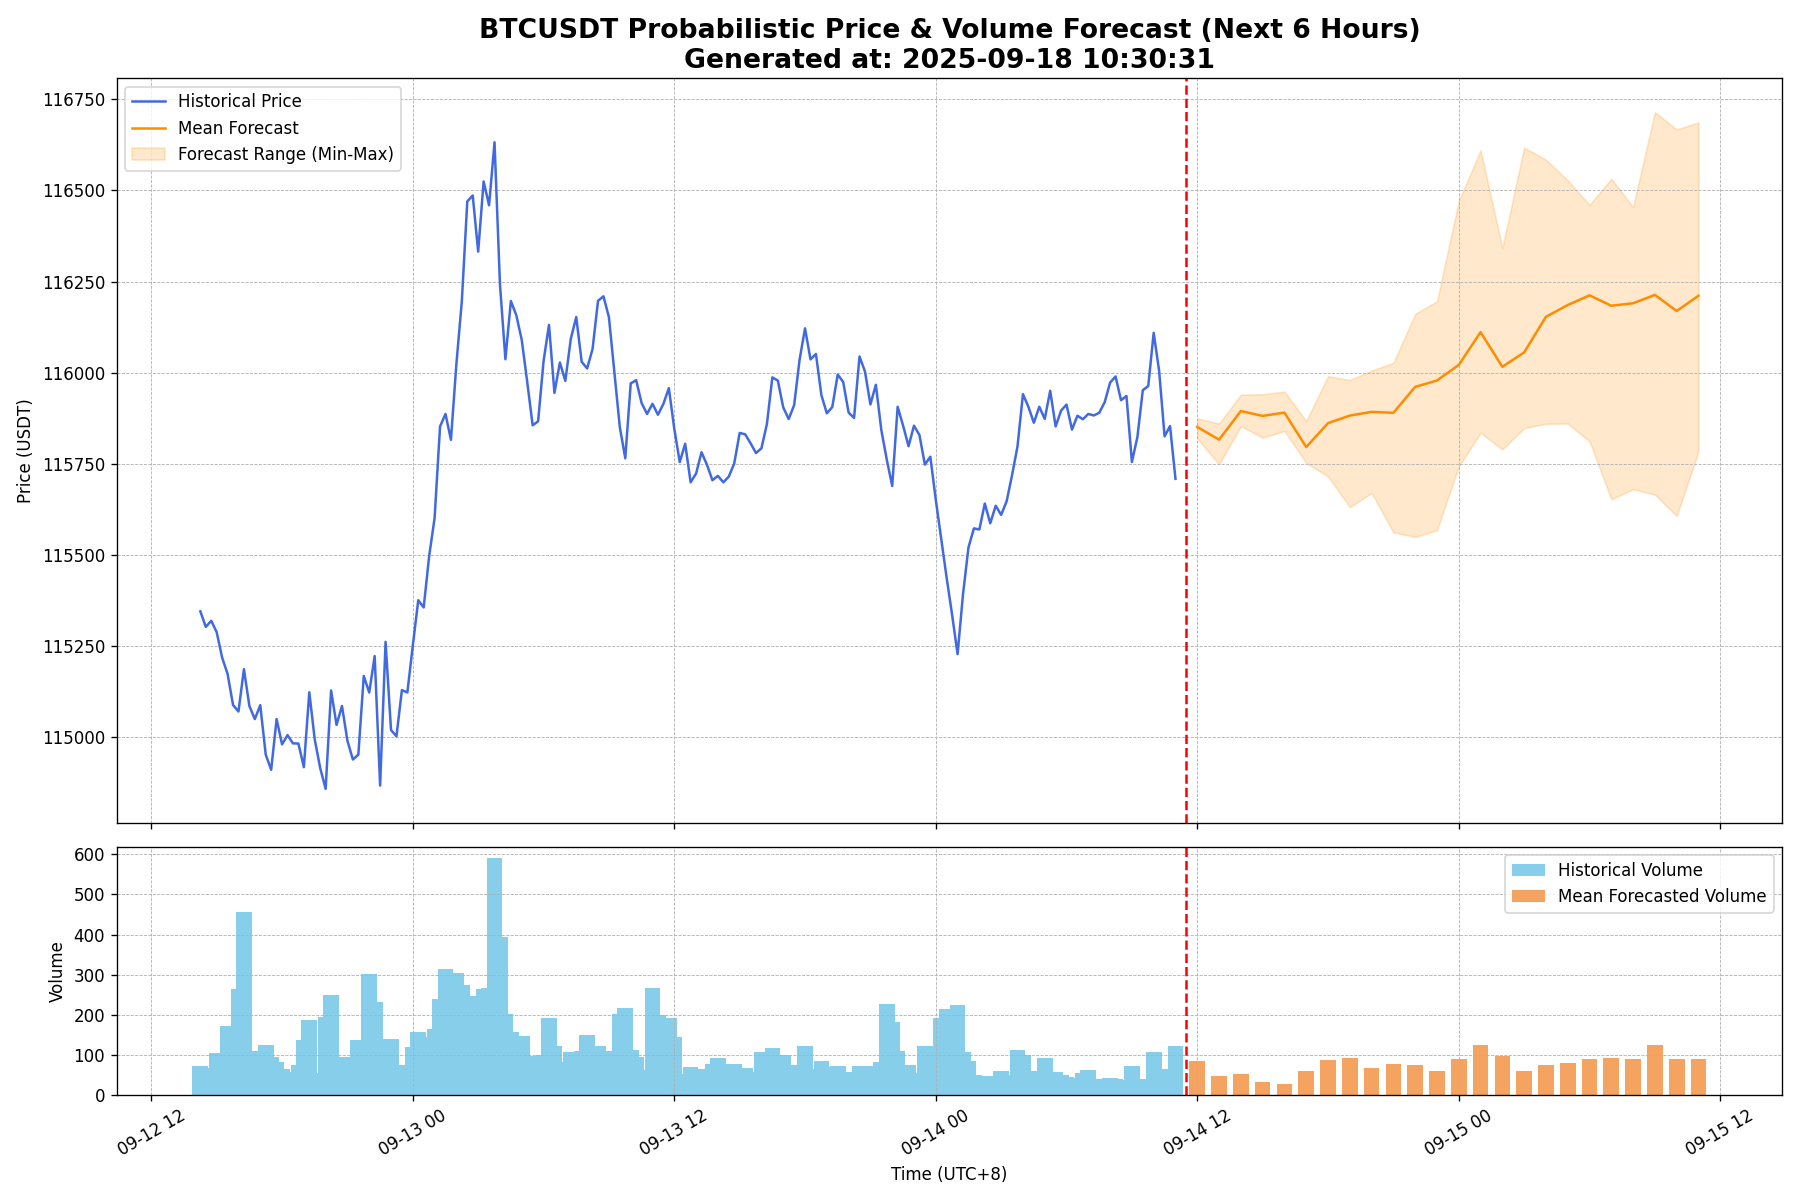 BTCUSDT Probabilistic Price & Volume Forecast (Next 6 Hours)
Generated at: 2025-09-18 10:30:31
Historical Price
Mean Forecast
Forecast Range (Min-Max)
116750
116500
116250
116000
115750
115500
115250
115000
Price (USDT)
Historical Volume
Mean Forecasted Volume
600
500
400
300
200
100
0
Volume
09-12 12
09-13 00
09-13 12
09-14 00
09-14 12
09-15 00
09-15 12
Time (UTC+8)